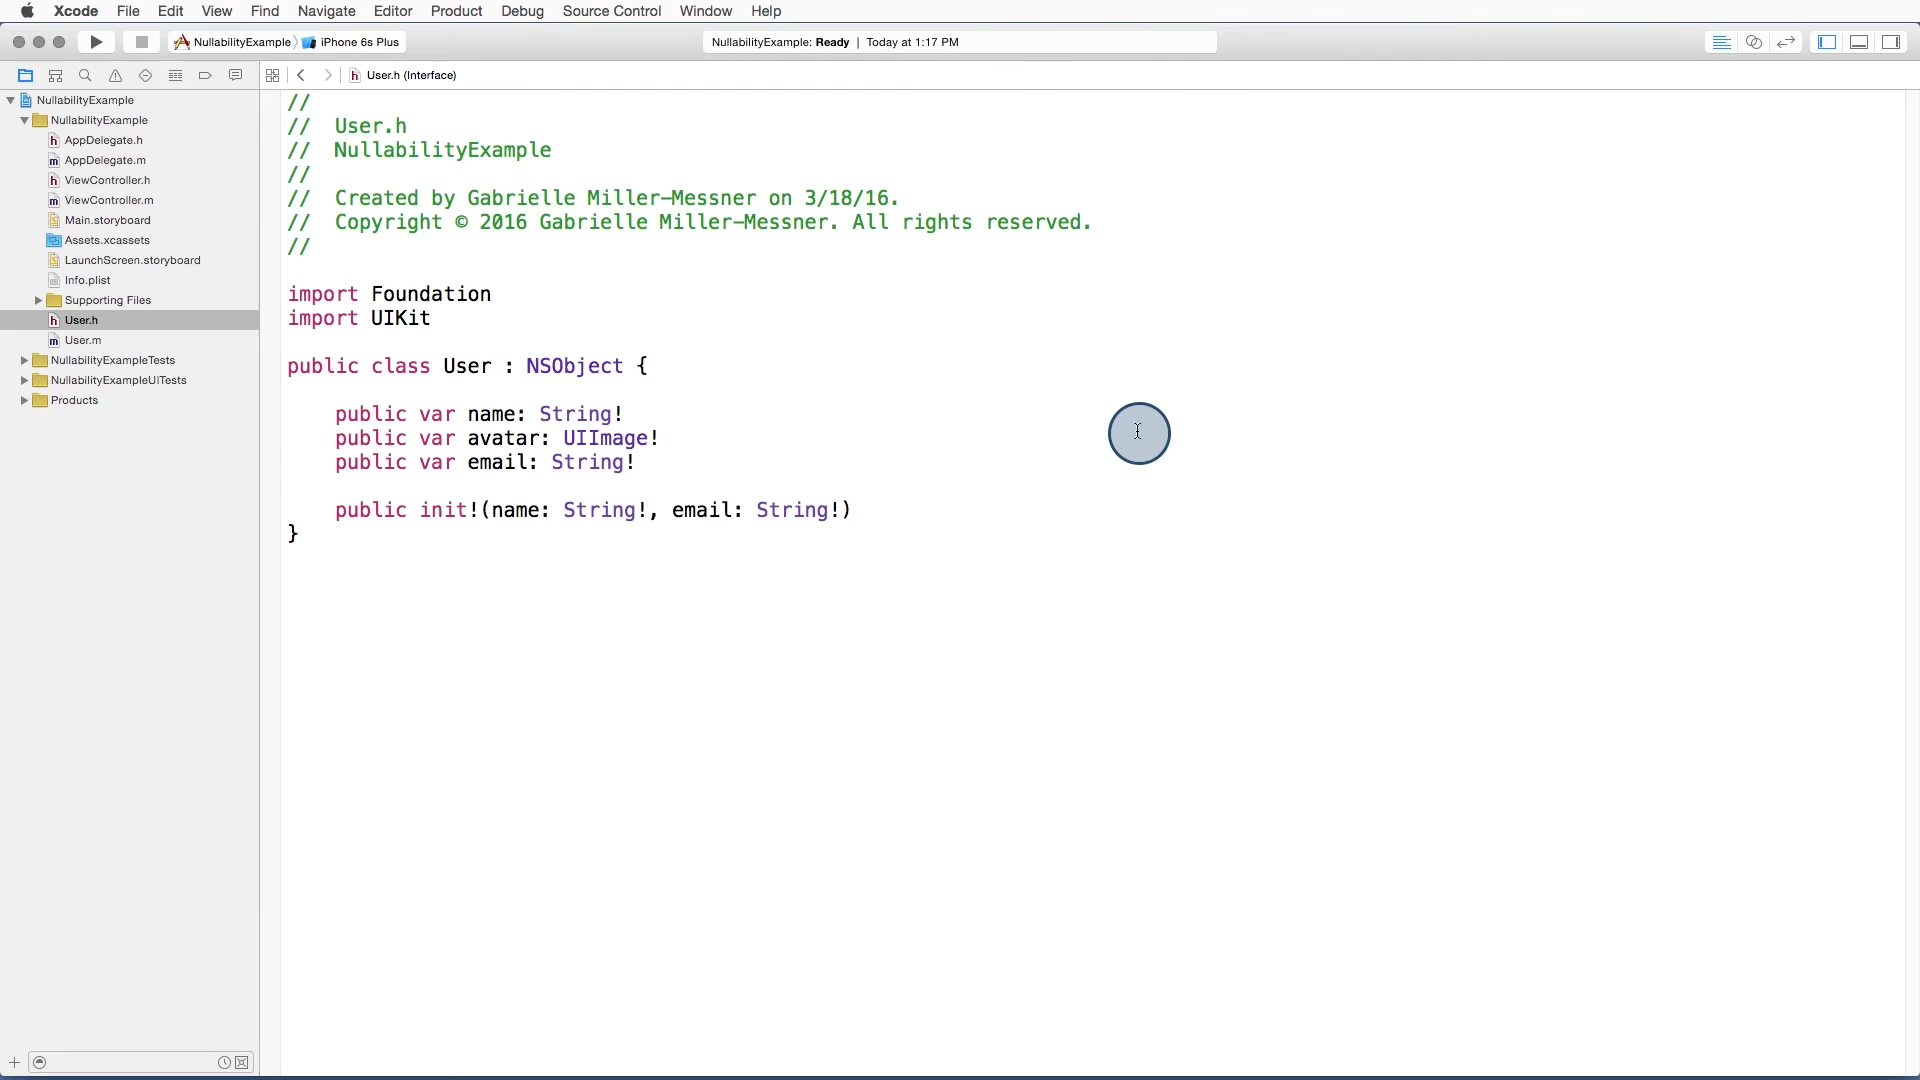 Xcode File Edit View Find Navigate Editor Product Debug Source Control Window Help
NullabilityExample iPhone 6s Plus
NullabilityExample: Ready | Today at 1:17 PM
User.h (Interface)
NullabilityExample
NullabilityExample
AppDelegate.h
AppDelegate.m
ViewController.h
ViewController.m
Main.storyboard
Assets.xcassets
LaunchScreen.storyboard
Info.plist
Supporting Files
User.h
User.m
NullabilityExampleTests
NullabilityExampleUITests
Products
//
// User.h
// NullabilityExample
//
// Created by Gabrielle Miller-Messner on 3/18/16.
// Copyright © 2016 Gabrielle Miller-Messner. All rights reserved.
//
import Foundation
import UIKit
public class User : NSObject {
public var name: String!
public var avatar: UIImage!
public var email: String!
public init!(name: String!, email: String!)
}